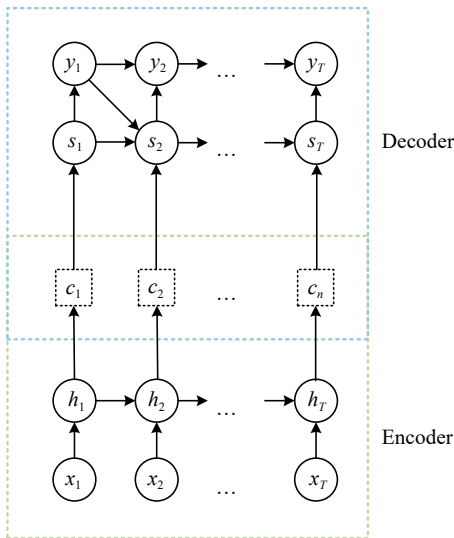 y1 y2 ... yT
s1 s2 ... sT
Decoder
c1 c2 ... cn
h1 h2 ... hT
Encoder
x1 x2 ... xT